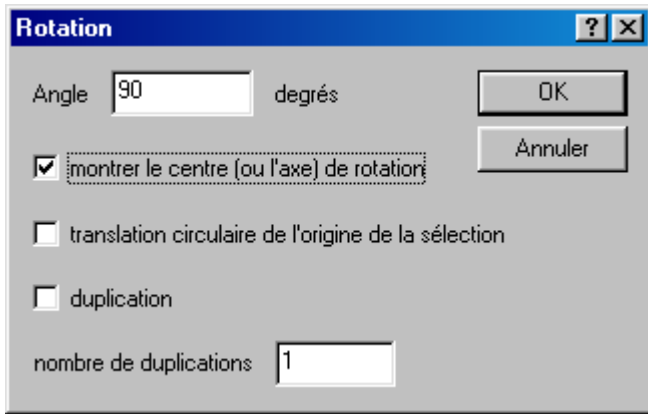 Rotation
Angle 90 degrés OK
Annuler
montrer le centre (ou l'axe) de rotation
translation circulaire de l'origine de la sélection
duplication
nombre de duplications 1